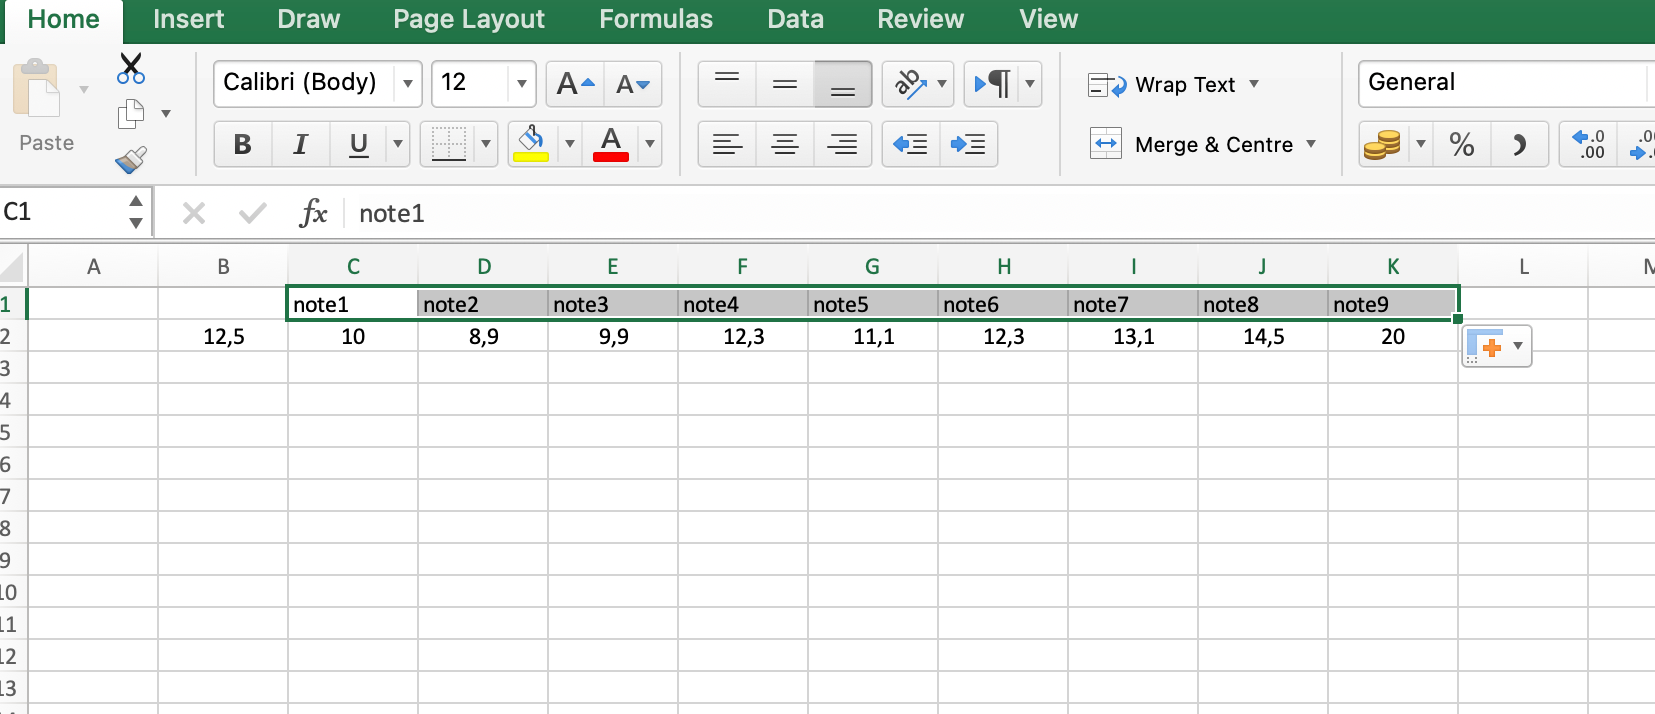 Home Insert Draw Page Layout Formulas Data Review View
Calibri (Body) 12 A A ab Wrap Text General
Paste B I U A Merge & Centre % .0 .00
C1 fx note1
A B C D E F G H I J K L
1 note1 note2 note3 note4 note5 note6 note7 note8 note9
2 12,5 10 8,9 9,9 12,3 11,1 12,3 13,1 14,5 20
3
4
5
6
7
8
9
10
11
12
13